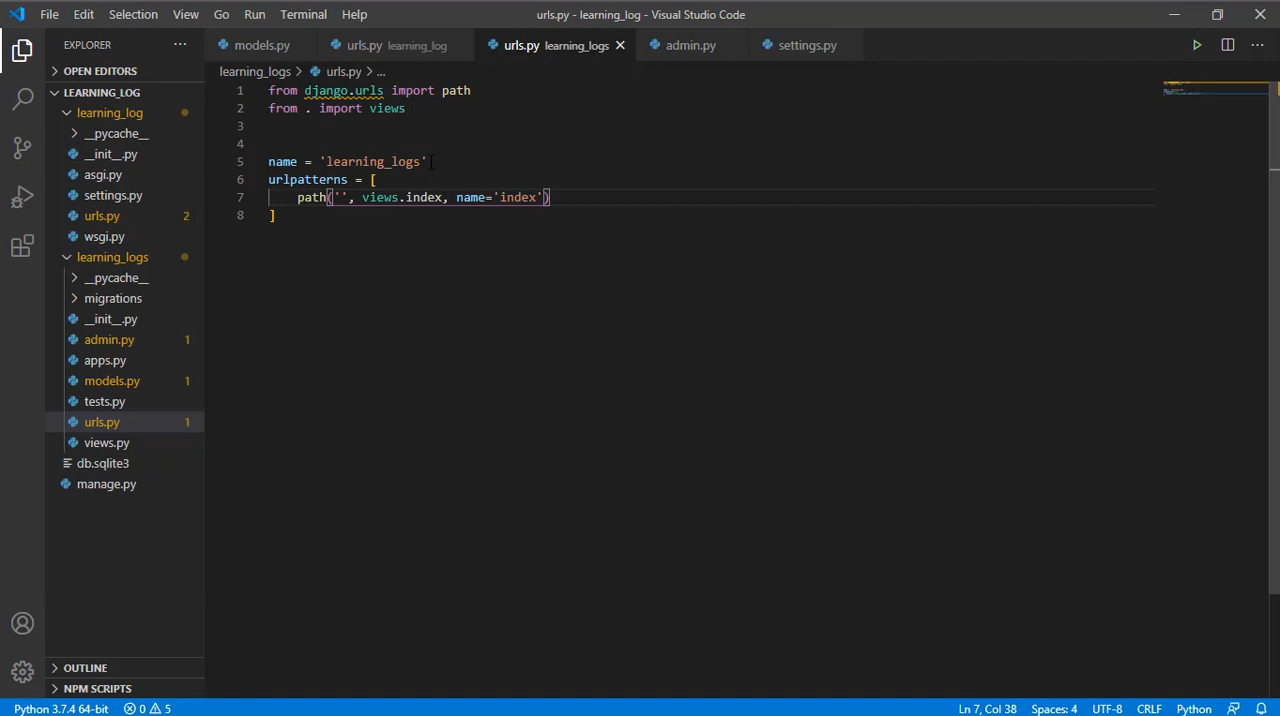 File Edit Selection View Go Run Terminal Help
urls.py - learning_log - Visual Studio Code
EXPLORER
models.py
urls.py learning_log
urls.py learning_logs
admin.py
settings.py
OPEN EDITORS
learning_logs > urls.py > ...
LEARNING_LOG
learning_log
__pycache__
__init__.py
asgi.py
settings.py
urls.py 2
wsgi.py
learning_logs
__pycache__
migrations
__init__.py
admin.py 1
apps.py
models.py 1
tests.py
urls.py 1
views.py
db.sqlite3
manage.py
OUTLINE
NPM SCRIPTS
1 from django.urls import path
2 from . import views
3
4
5 name = 'learning_logs'
6 urlpatterns = [
7 path('', views.index, name='index')
8 ]
Python 3.7.4 64-bit 0 5 Ln 7, Col 38 Spaces: 4 UTF-8 CRLF Python